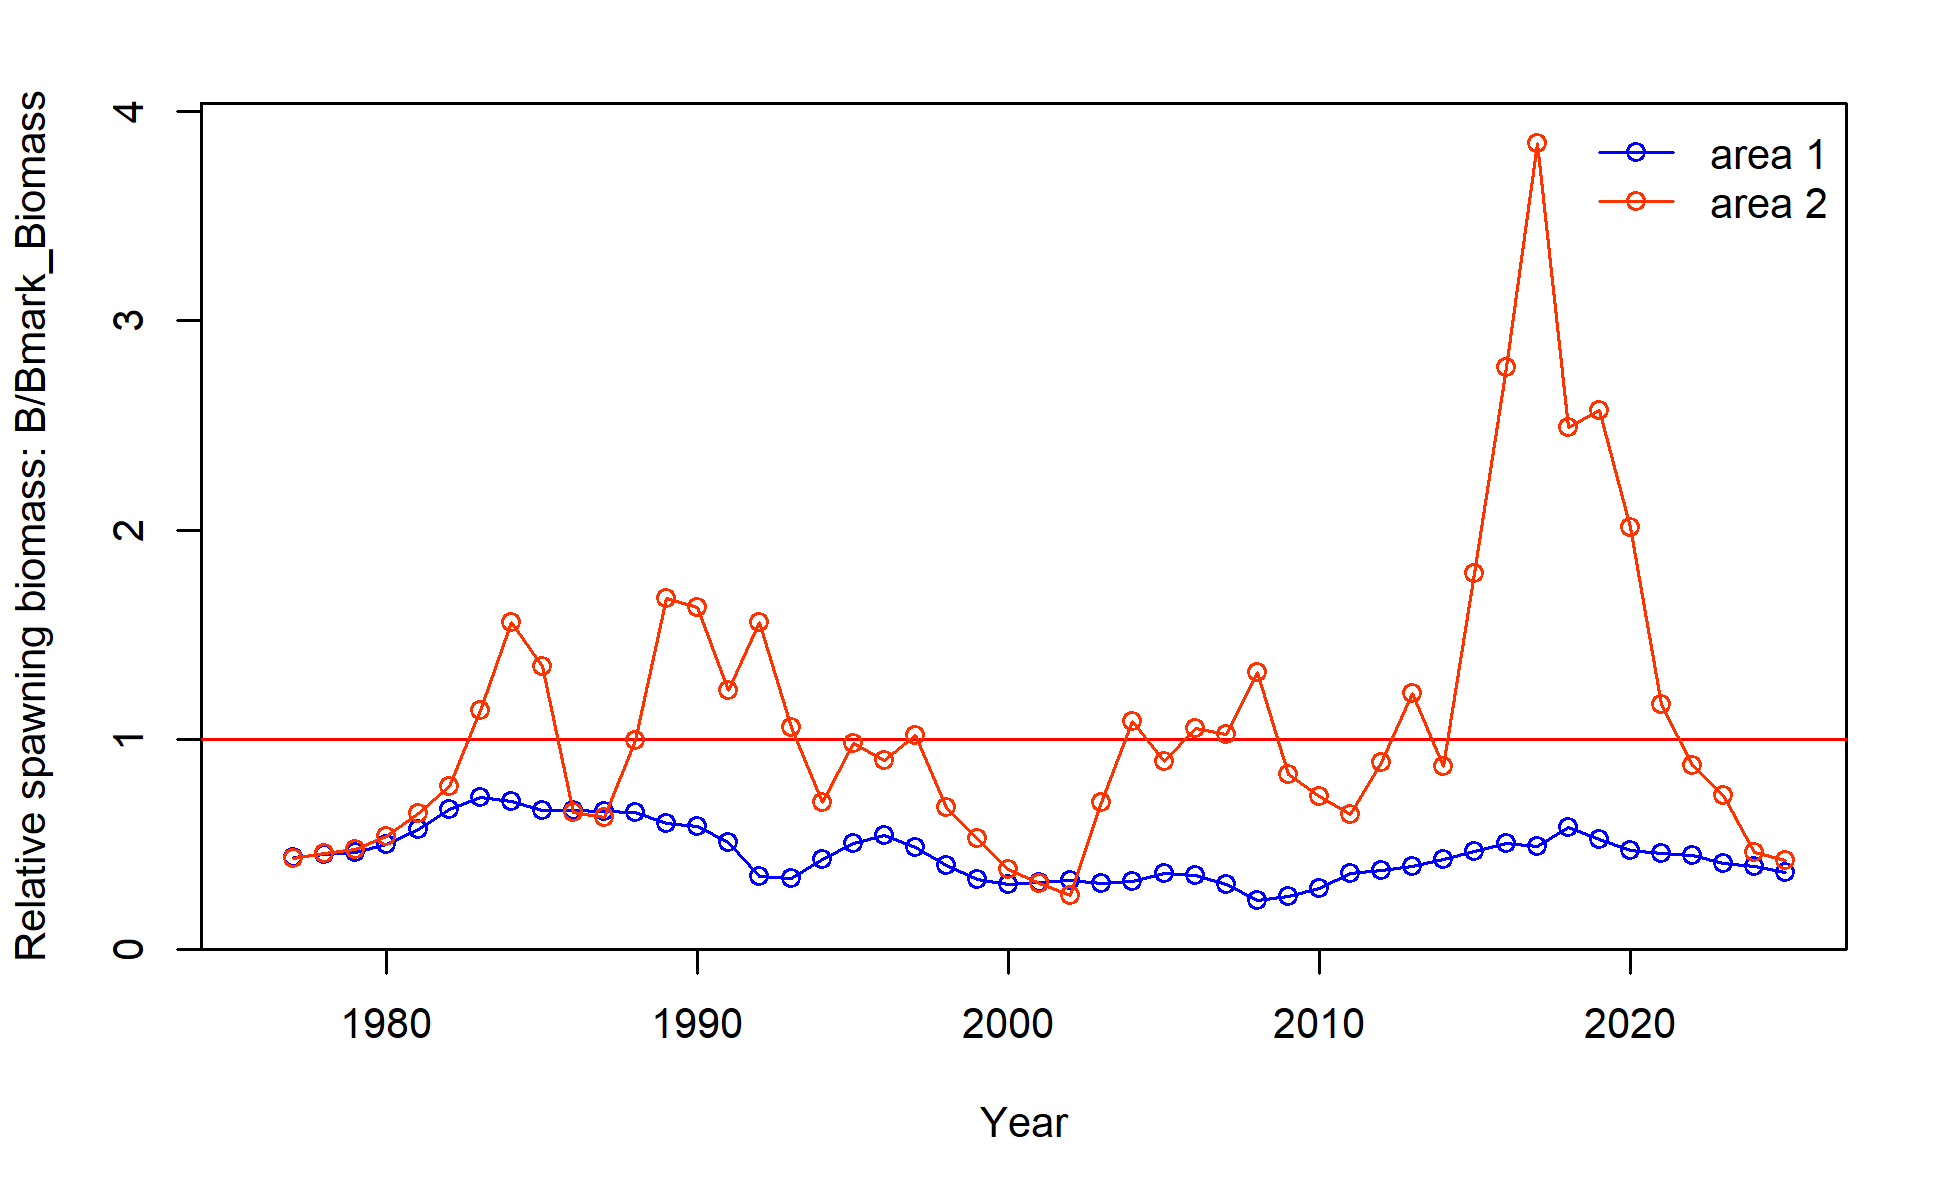 Relative spawning biomass: B/Bmark_Biomass
4
3
2
1
0
area 1
area 2
1980
1990
2000
2010
2020
Year